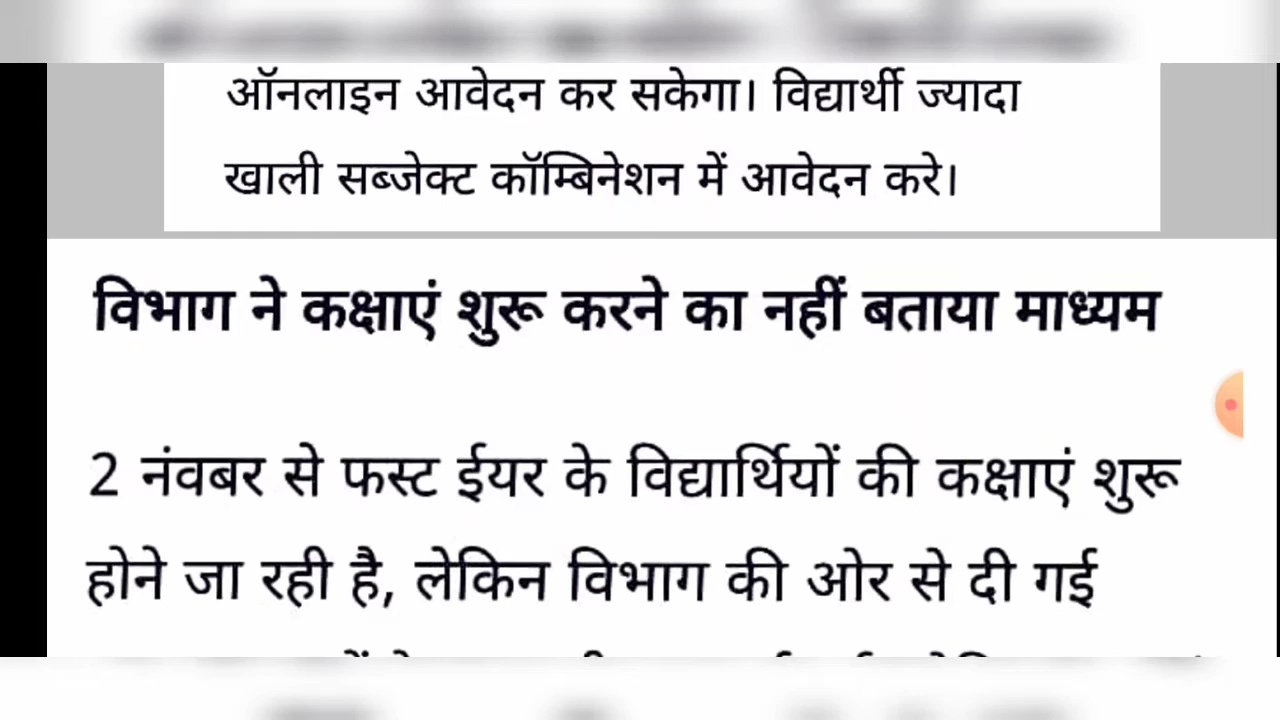 ऑनलाइन आवेदन कर सकेगा। विद्यार्थी ज्यादा
खाली सब्जेक्ट कॉम्बिनेशन में आवेदन करे।
विभाग ने कक्षाएं शुरू करने का नहीं बताया माध्यम
2 नंवबर से फस्ट ईयर के विद्यार्थियों की कक्षाएं शुरू
होने जा रही है, लेकिन विभाग की ओर से दी गई